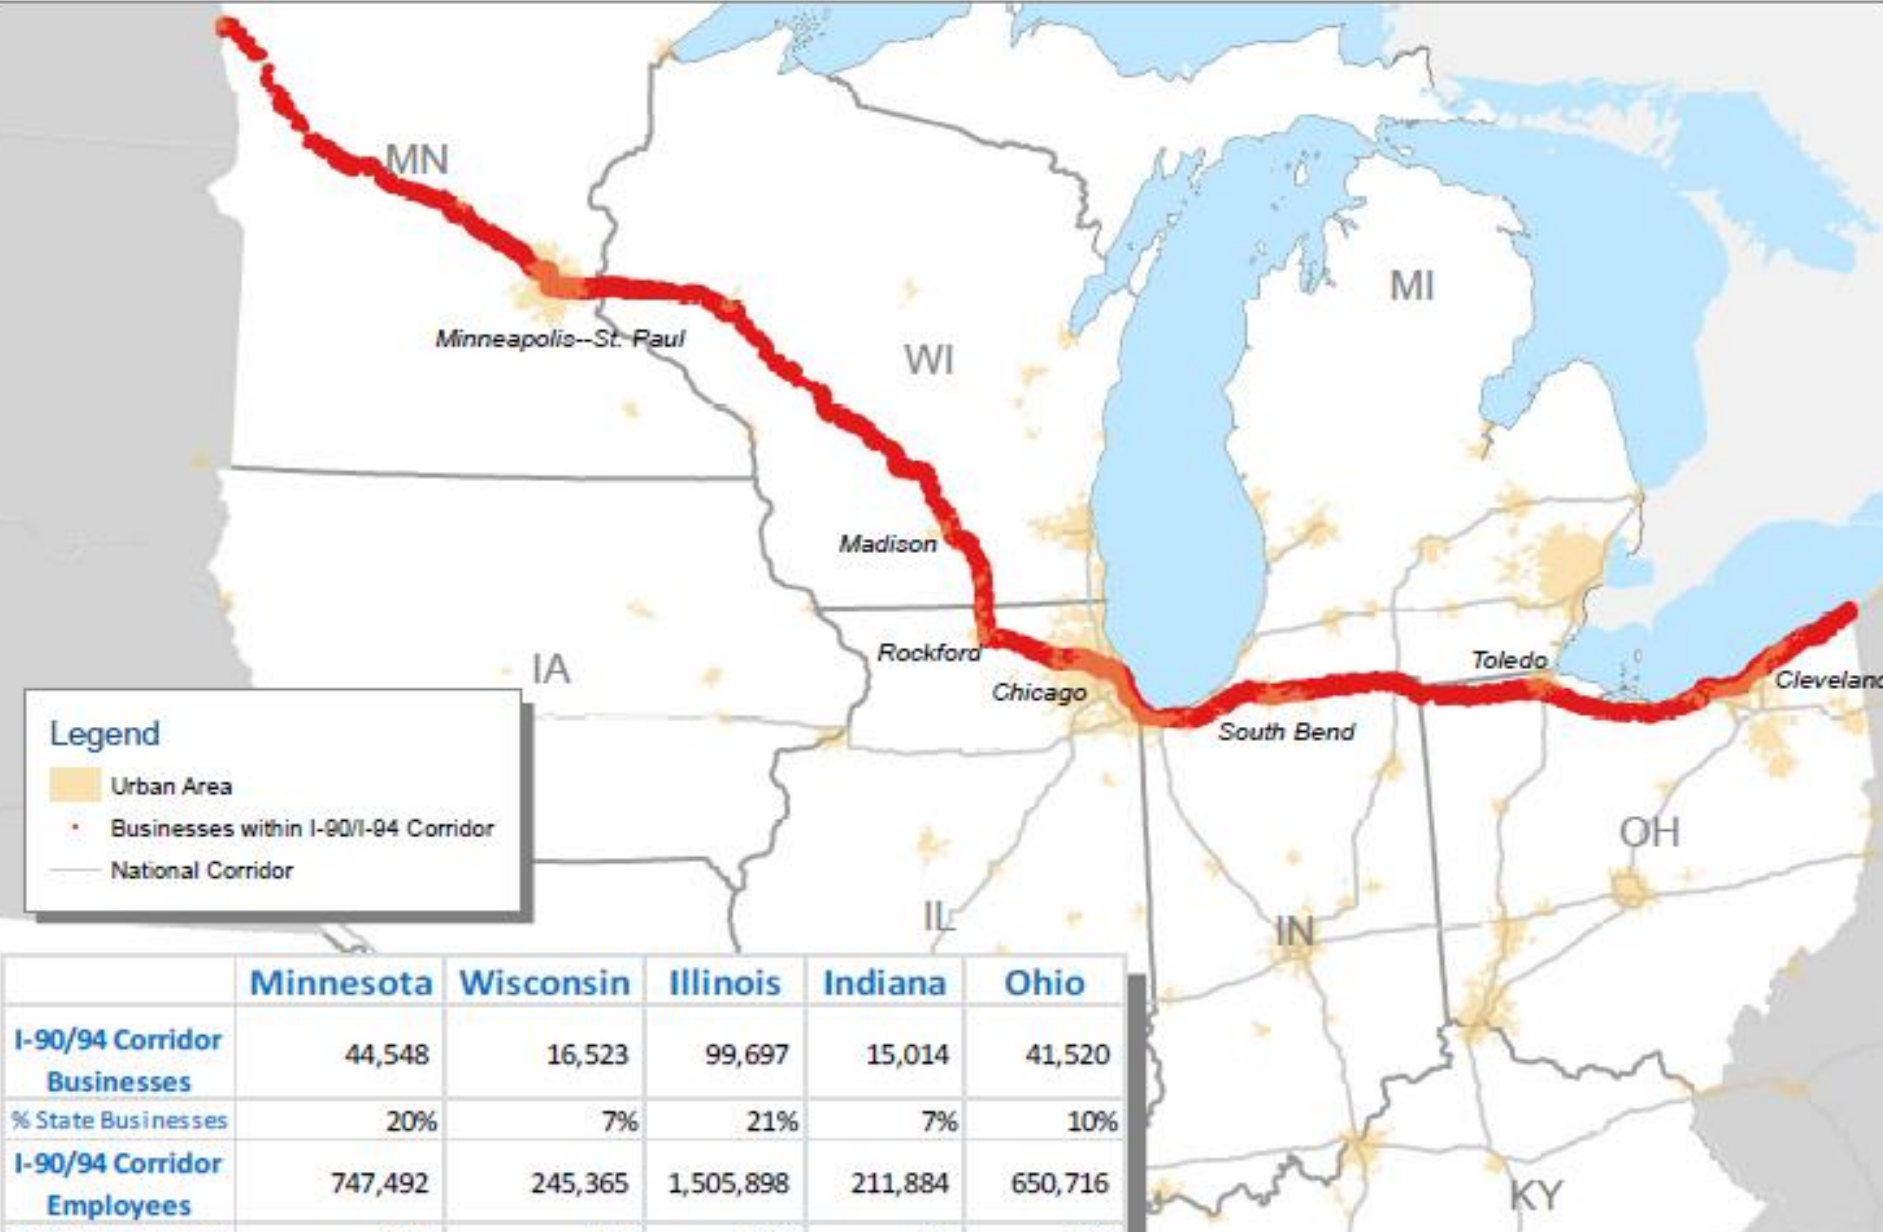 MN
MI
Minneapolis--St. Paul
WI
Madison
Rockford
Toledo
IA
Chicago
Cleveland
South Bend
Legend
Urban Area
Businesses within I-90/I-94 Corridor
National Corridor
OH
IL
IN
KY
Minnesota Wisconsin Illinois Indiana Ohio
I-90/94 Corridor
Businesses 44,548 16,523 99,697 15,014 41,520
% State Businesses 20% 7% 21% 7% 10%
I-90/94 Corridor
Employees 747,492 245,365 1,505,898 211,884 650,716